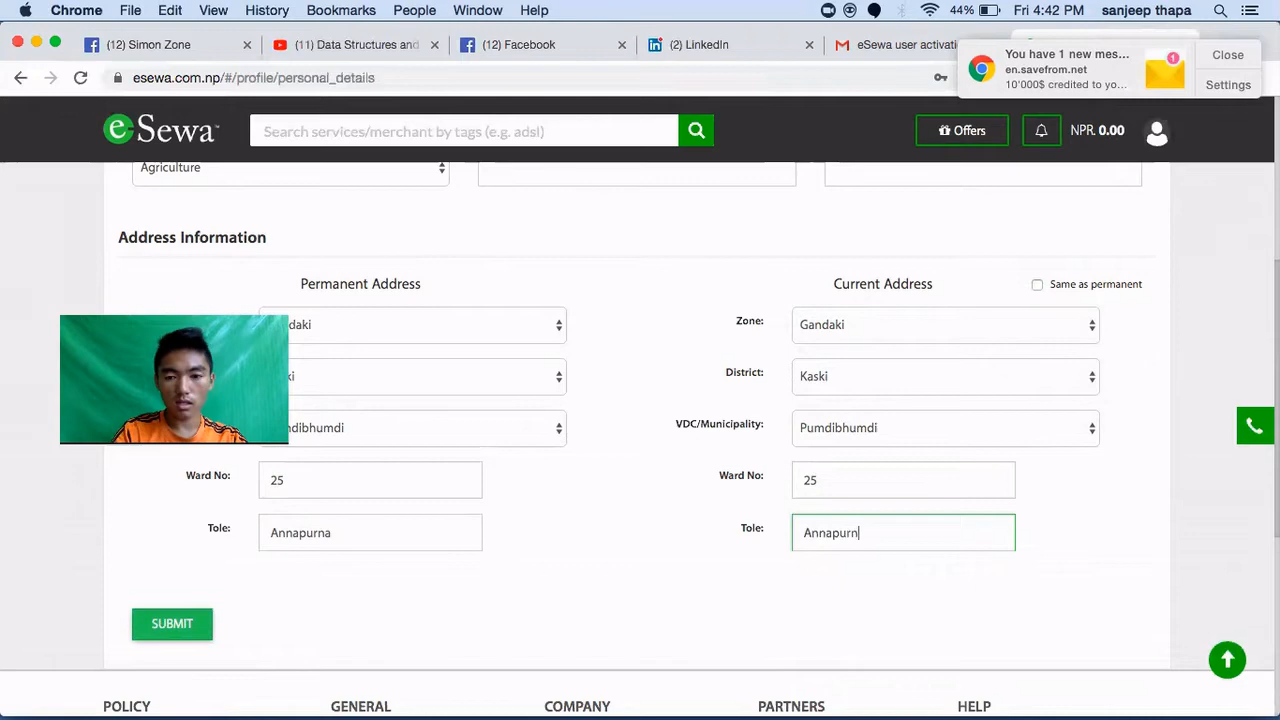 Chrome File Edit View History Bookmarks People Window Help 44% Fri 4:42 PM sanjeep thapa
(12) Simon Zone (11) Data Structures and (12) Facebook (2) LinkedIn eSewa user activati
esewa.com.np/#/profile/personal_details
You have 1 new mes...
en.savefrom.net
10'000$ credited to yo...
1
Close
Settings
eSewa Search services/merchant by tags (e.g. adsl) Offers NPR. 0.00
Agriculture
Address Information
Permanent Address Current Address Same as permanent
Zone: Gandaki
District: Kaski
VDC/Municipality: Pumdibhumdi
Ward No: 25 Ward No: 25
Tole: Annapurna Tole: Annapurn
SUBMIT
POLICY GENERAL COMPANY PARTNERS HELP